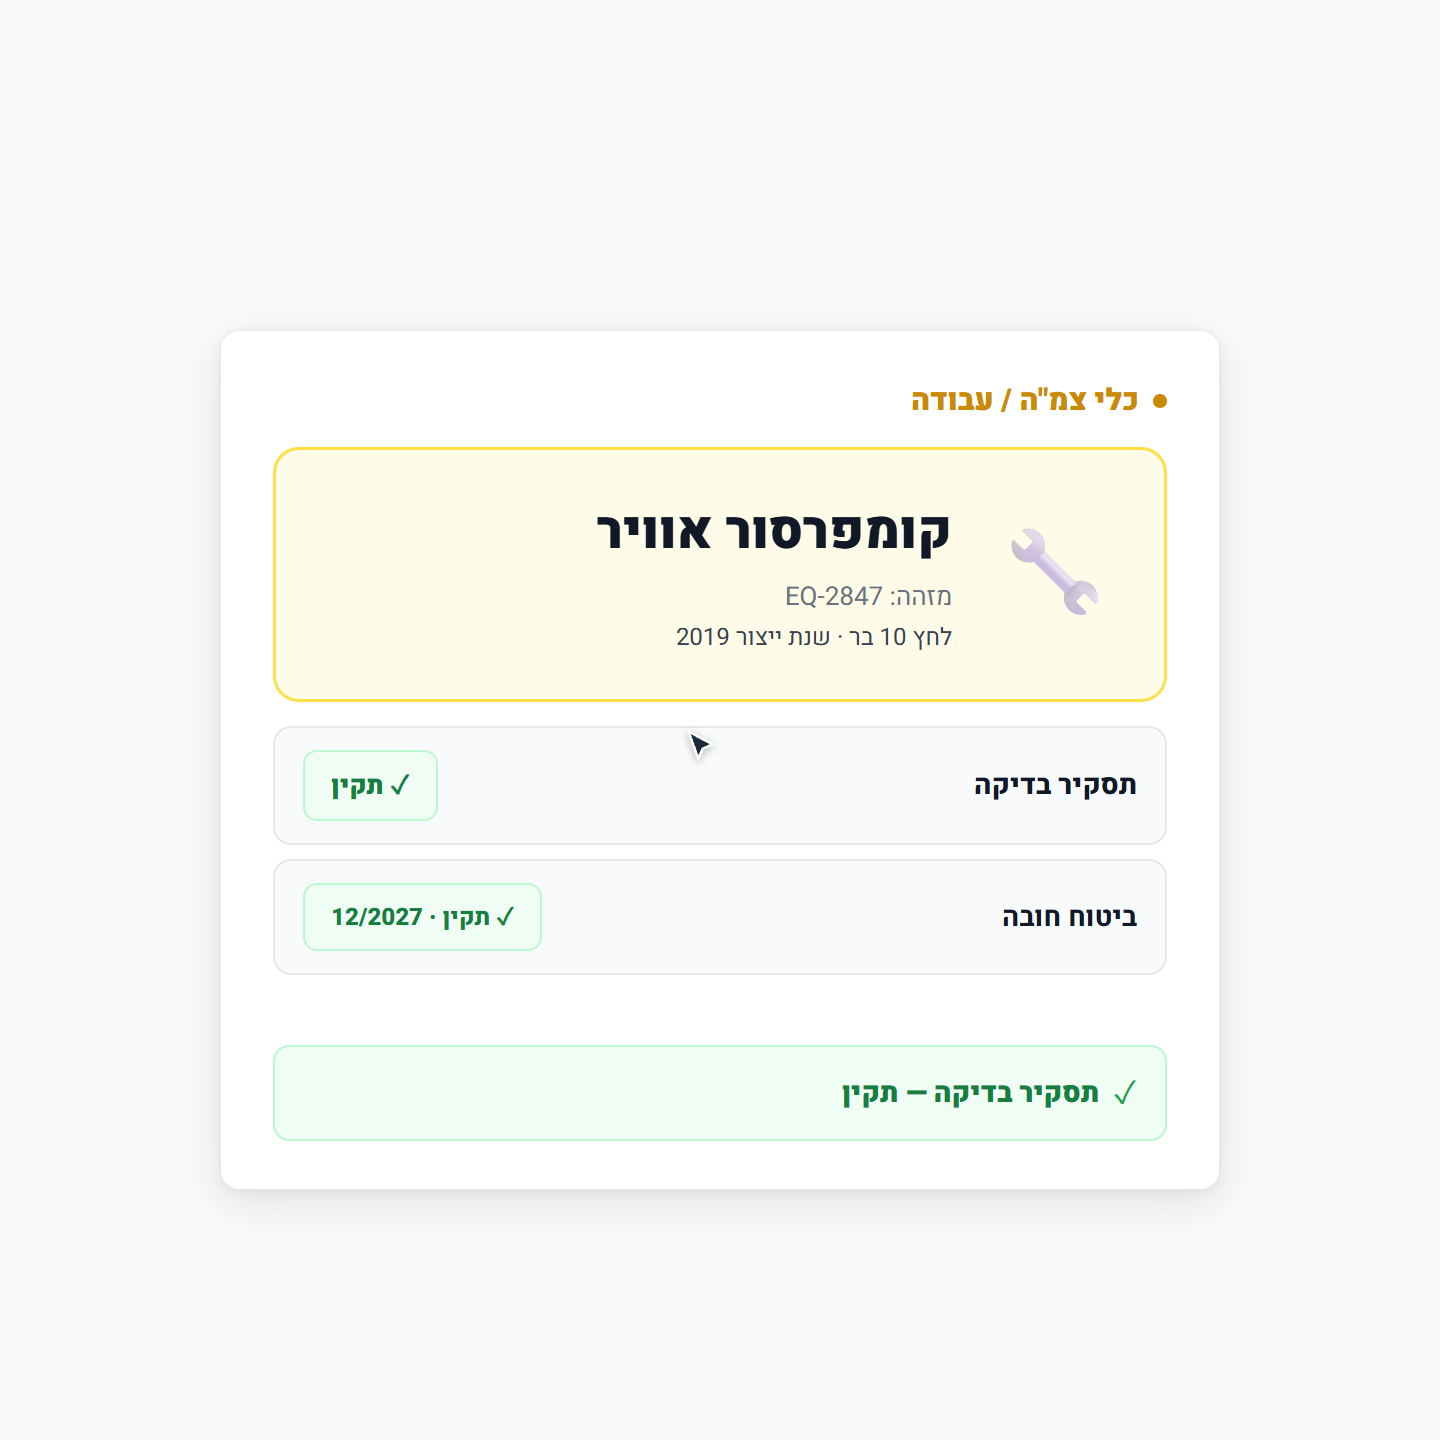 כלי צמ"ה / עבודה
קומפרסור אוויר
מזהה: EQ-2847
לחץ 10 בר · שנת ייצור 2019
תסקיר בדיקה
✓ תקין
ביטוח חובה
✓ תקין · 12/2027
✓ תסקיר בדיקה – תקין